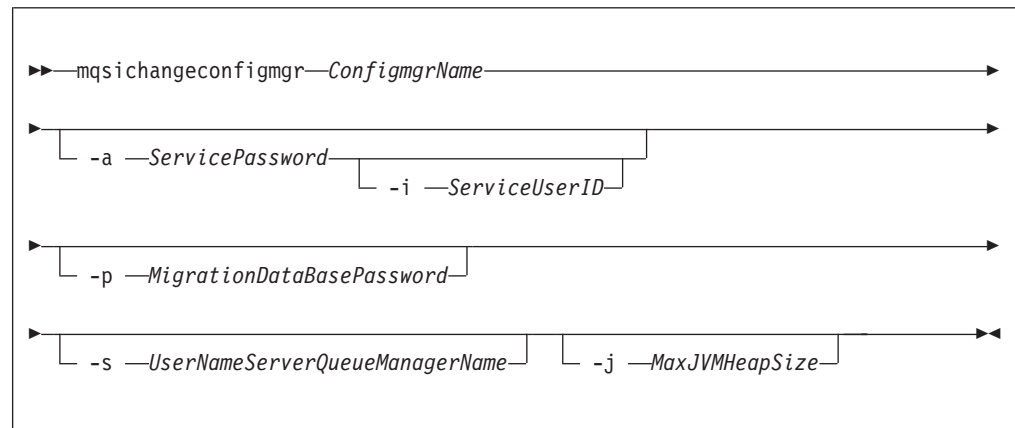 mqsichangeconfigmgr ConfigmgrName
-a ServicePassword
-i ServiceUserID
-p MigrationDataBasePassword
-s UserNameServerQueueManagerName -j MaxJVMHeapSize